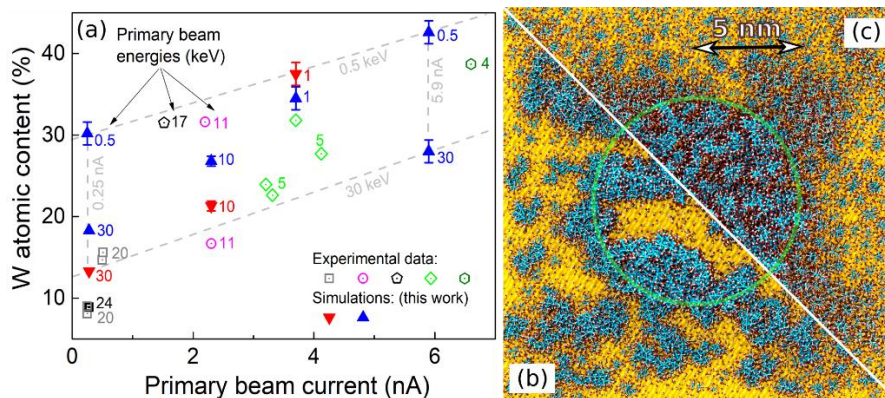 (a)
Primary beam
energies (keV)
0.5
17
11
1
1
0.5 keV
0.5
4
5
10
5.9 nA
5
30 keV
30
10
0.25 nA
30
20
11
30
24
20
Experimental data:
Simulations: (this work)
W atomic content (%)
40
30
20
10
0
2
4
6
Primary beam current (nA)
5 nm
(c)
(b)